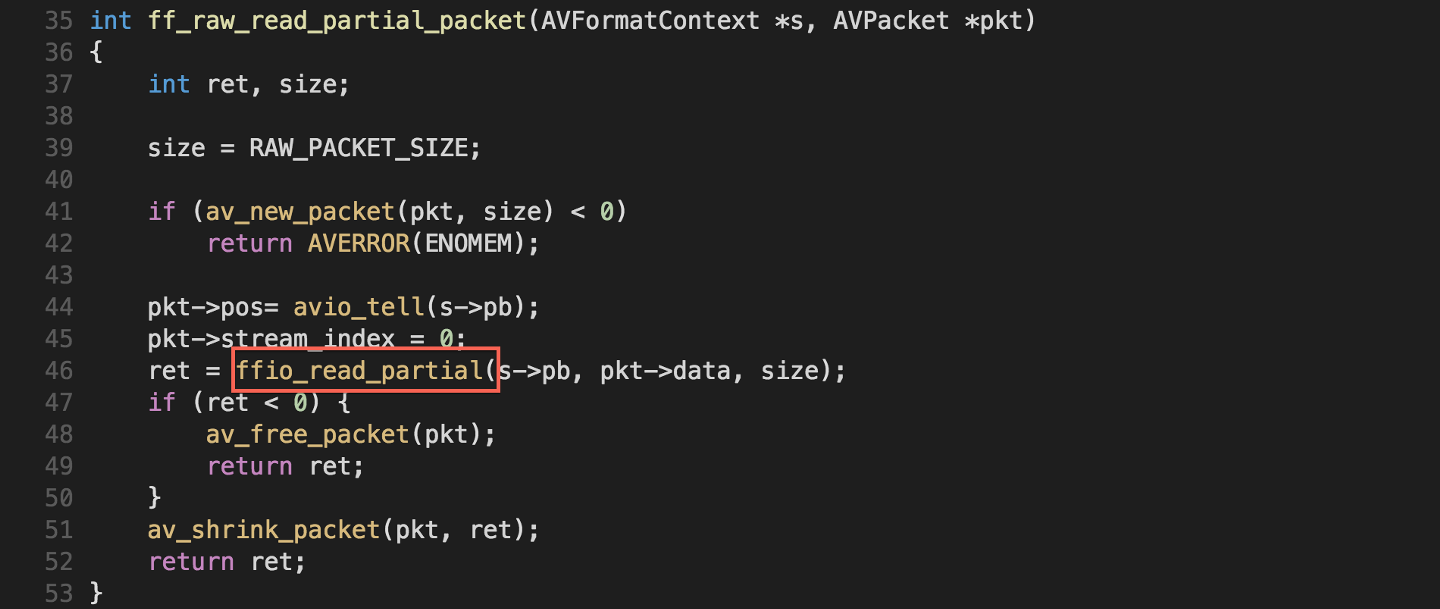 35 int ff_raw_read_partial_packet(AVFormatContext *s, AVPacket *pkt)
36 {
37     int ret, size;
38
39     size = RAW_PACKET_SIZE;
40
41     if (av_new_packet(pkt, size) < 0)
42         return AVERROR(ENOMEM);
43
44     pkt->pos= avio_tell(s->pb);
45     pkt->stream_index = 0;
46     ret = ffio_read_partial(s->pb, pkt->data, size);
47     if (ret < 0) {
48         av_free_packet(pkt);
49         return ret;
50     }
51     av_shrink_packet(pkt, ret);
52     return ret;
53 }